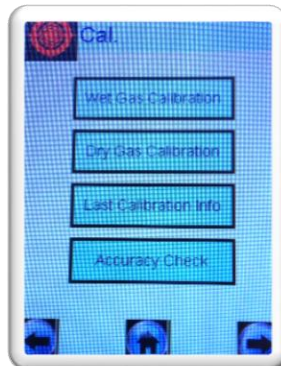 Cal.
Wet Gas Calibration
Dry Gas Calibration
Last Calibration Info
Accuracy Check